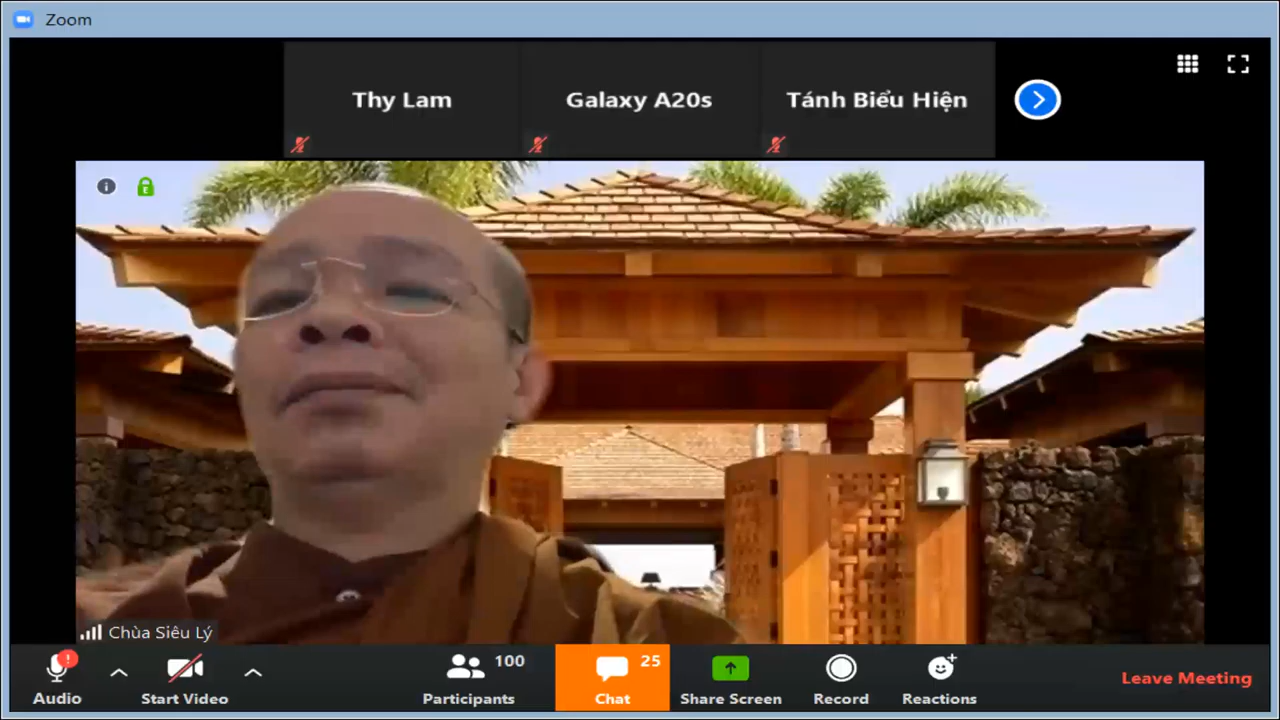 Zoom
Thy Lam
Galaxy A20s
Tánh Biểu Hiện
Chùa Siêu Lý
Audio
Start Video
Participants
100
Chat
25
Share Screen
Record
Reactions
Leave Meeting